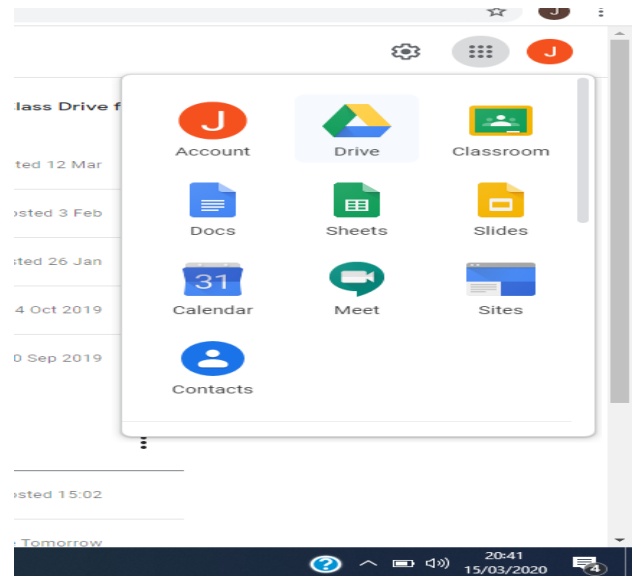 J
J
lass Drive f
J
Account
Drive
Classroom
ted 12 Mar
Docs
Sheets
Slides
osted 3 Feb
sted 26 Jan
31
Calendar
Meet
Sites
4 Oct 2019
0 Sep 2019
Contacts
osted 15:02
Tomorrow
?
20:41
15/03/2020
4